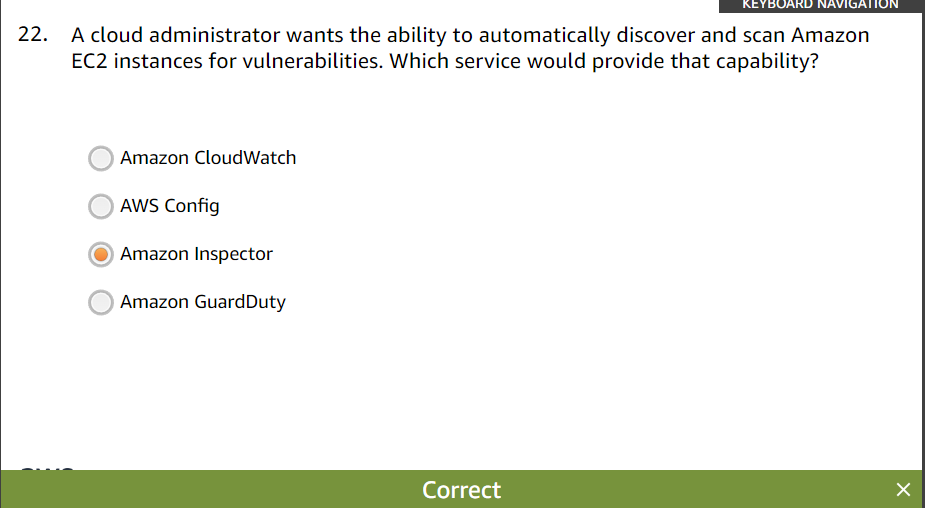 KEYBOARD NAVIGATION
22. A cloud administrator wants the ability to automatically discover and scan Amazon
EC2 instances for vulnerabilities. Which service would provide that capability?
Amazon CloudWatch
AWS Config
Amazon Inspector
Amazon GuardDuty
Correct